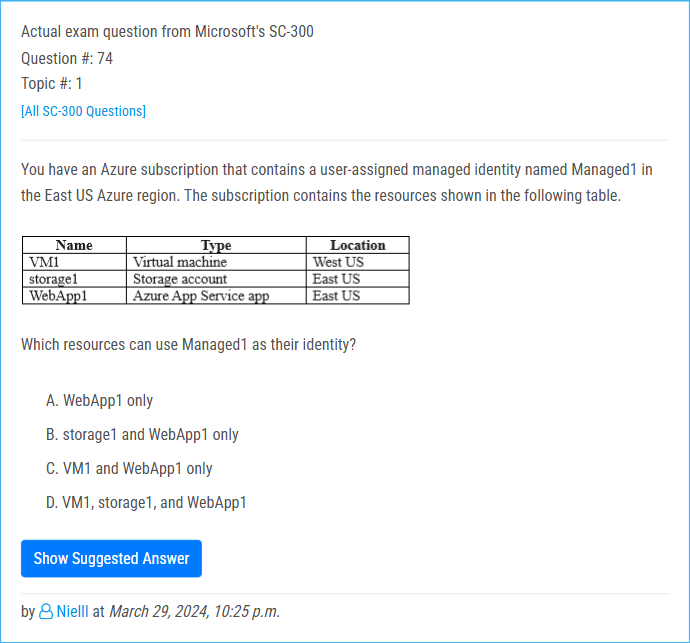 Actual exam question from Microsoft's SC-300
Question #: 74
Topic #: 1
[All SC-300 Questions]
You have an Azure subscription that contains a user-assigned managed identity named Managed1 in
the East US Azure region. The subscription contains the resources shown in the following table.
Name Type Location
VM1 Virtual machine West US
storage1 Storage account East US
WebApp1 Azure App Service app East US
Which resources can use Managed1 as their identity?
A. WebApp1 only
B. storage1 and WebApp1 only
C. VM1 and WebApp1 only
D. VM1, storage1, and WebApp1
Show Suggested Answer
by Nielll at March 29, 2024, 10:25 p.m.